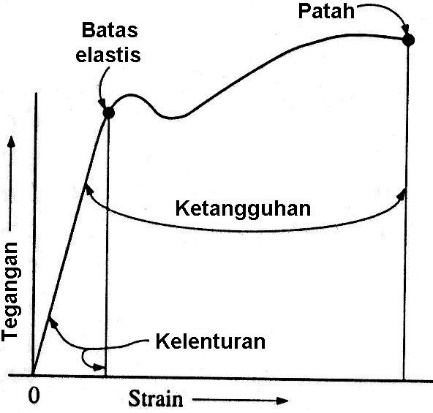 Patah
Batas
elastis
Ketangguhan
Tegangan
Kelenturan
0
Strain